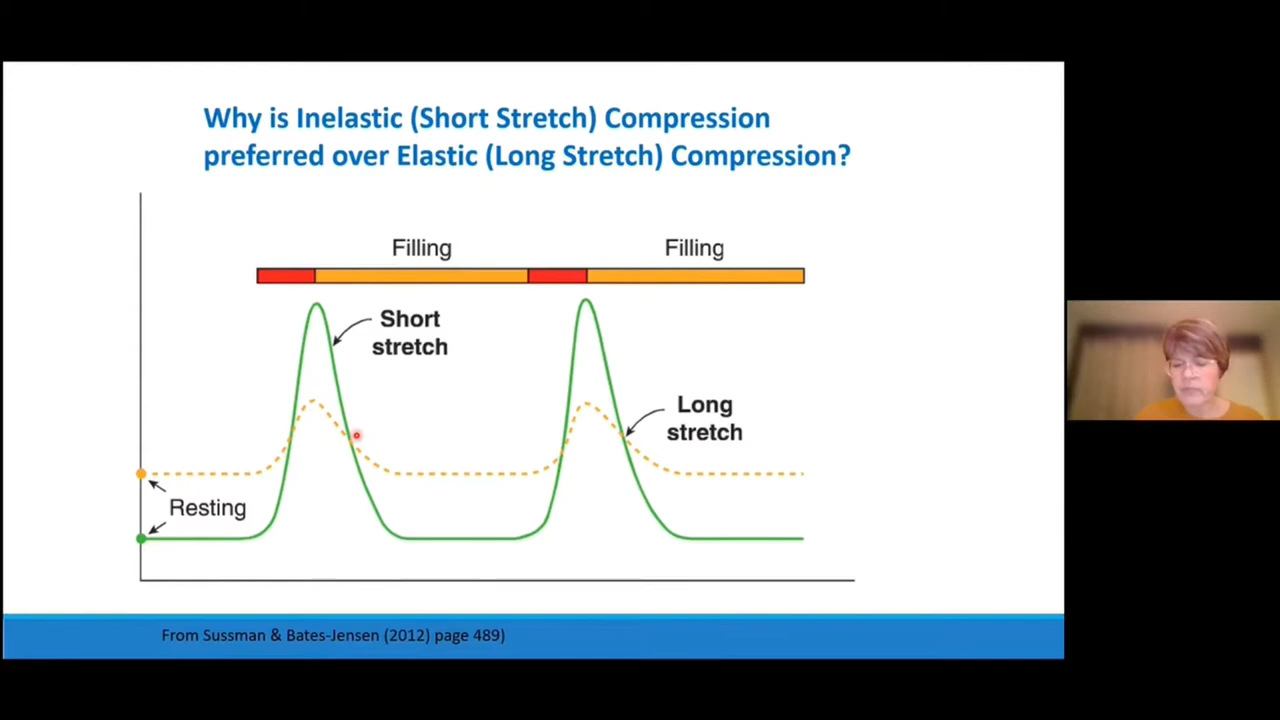 Why is Inelastic (Short Stretch) Compression
preferred over Elastic (Long Stretch) Compression?
Filling
Filling
Short
stretch
Long
stretch
Resting
From Sussman & Bates-Jensen (2012) page 489)